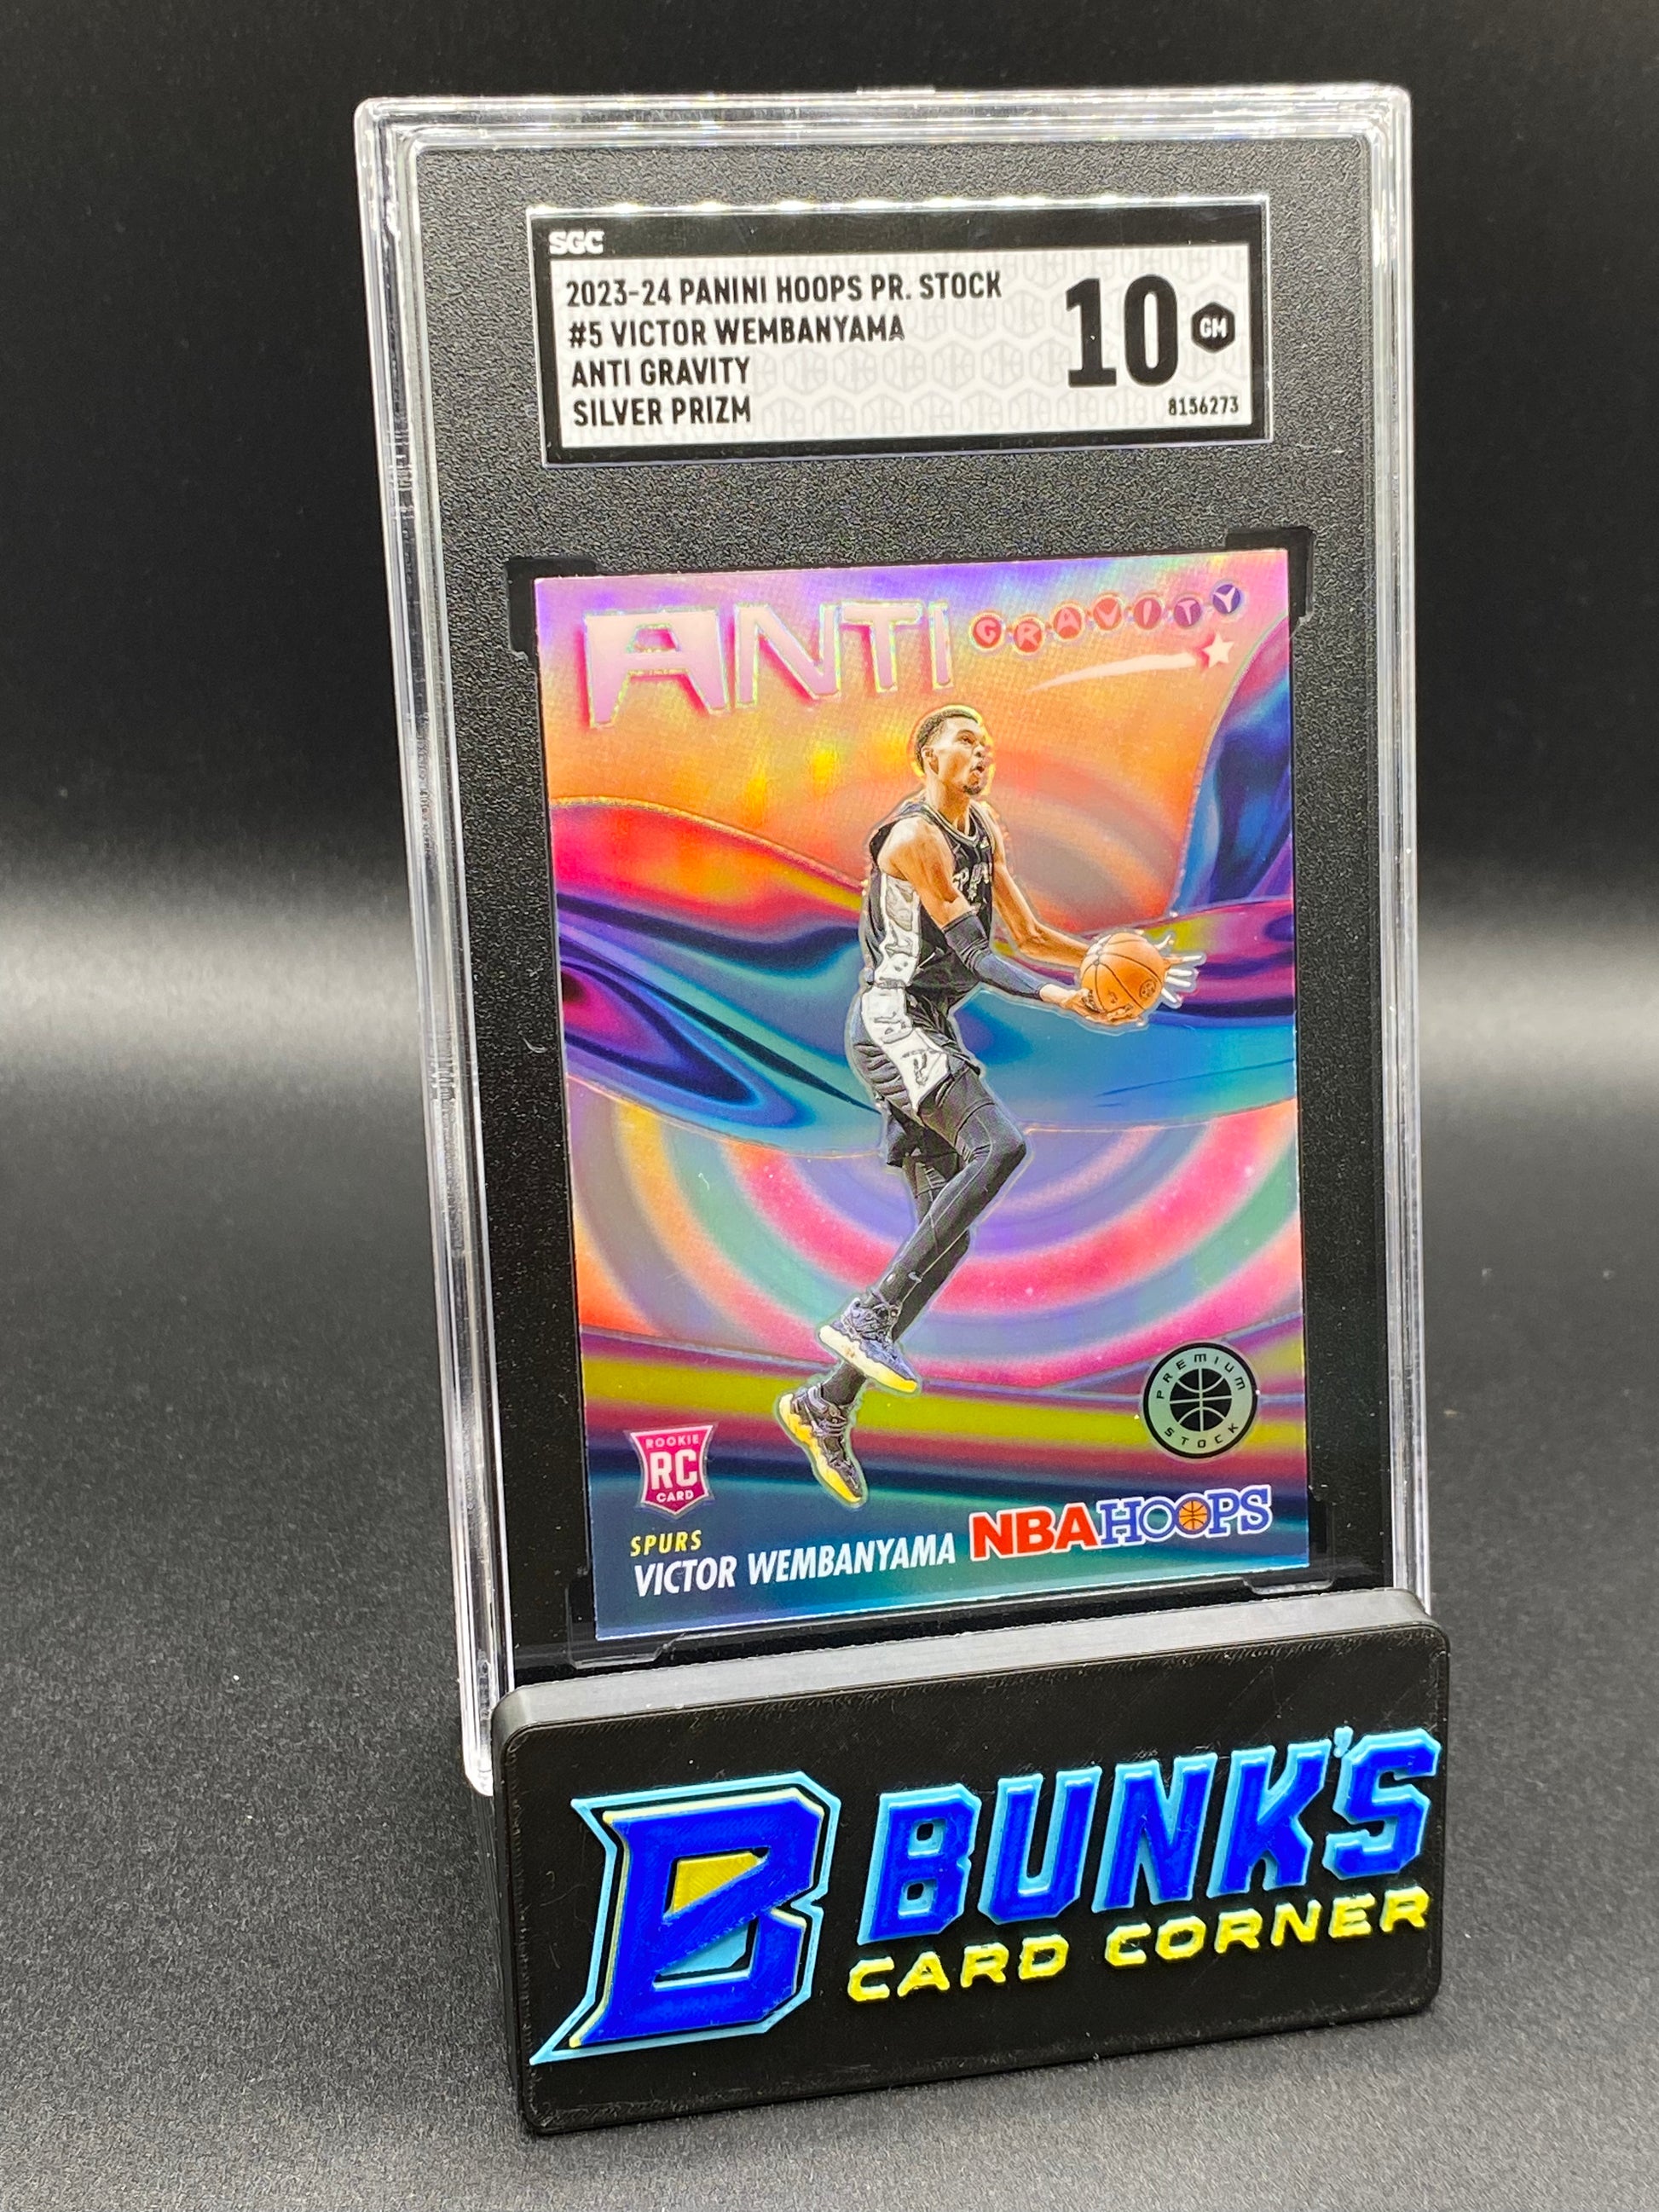 SGC
2023-24 PANINI HOOPS PR. STOCK
#5 VICTOR WEMBANYAMA
ANTI GRAVITY
SILVER PRIZM
10 GM
8156273
ANTI GRAVITY
PREMIUM STOCK
ROOKIE
RC
CARD
SPURS
VICTOR WEMBANYAMA
NBA HOOPS
B BUNK'S
CARD CORNER